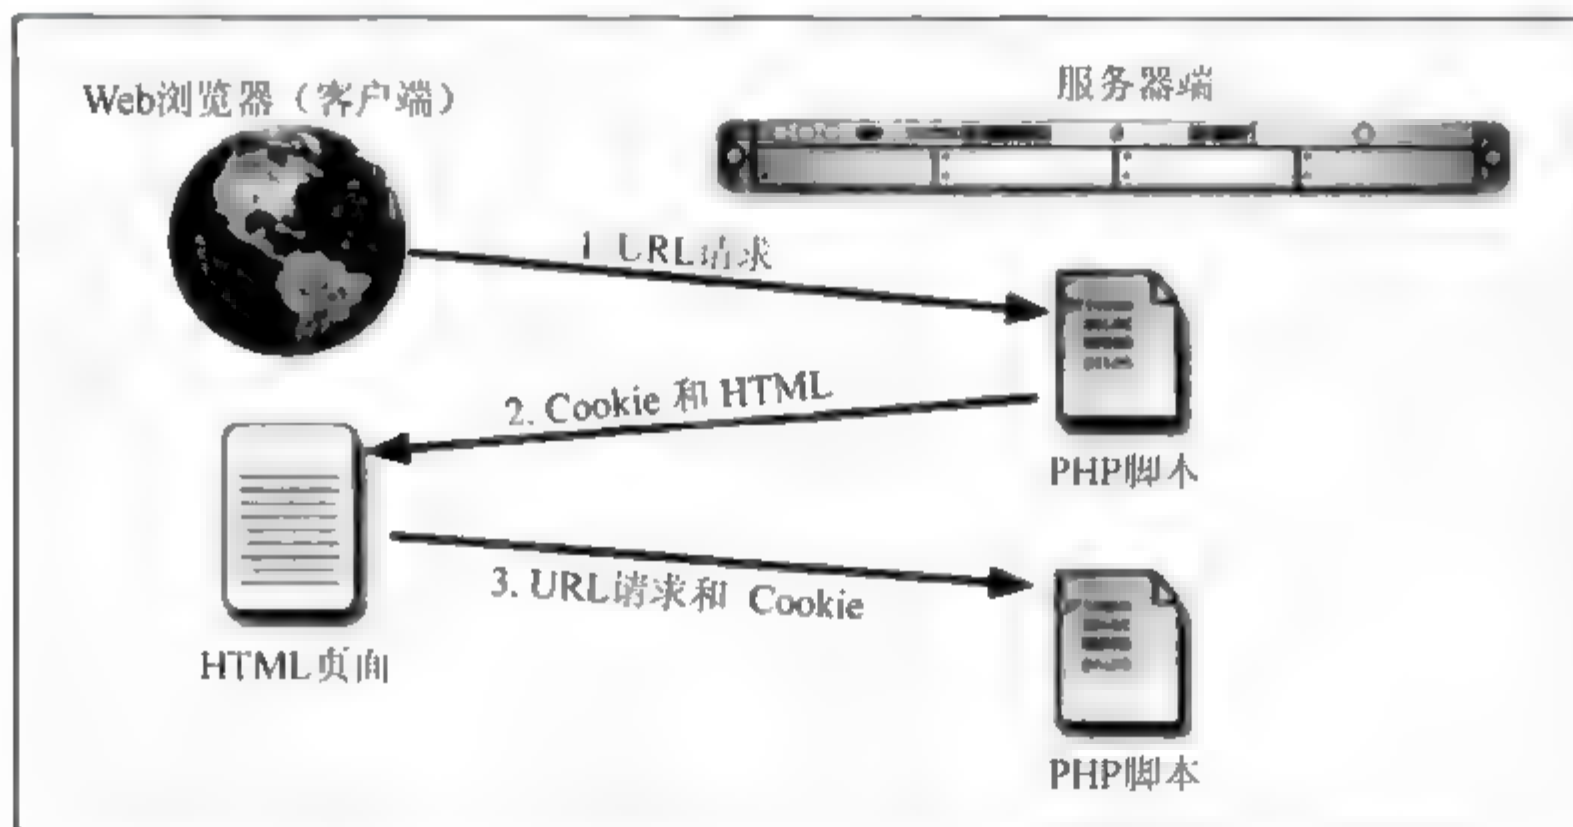 Web浏览器（客户端）
服务器端
1 URL请求
2. Cookie 和 HTML
PHP脚本
3. URL请求和 Cookie
HTML页面
PHP脚本